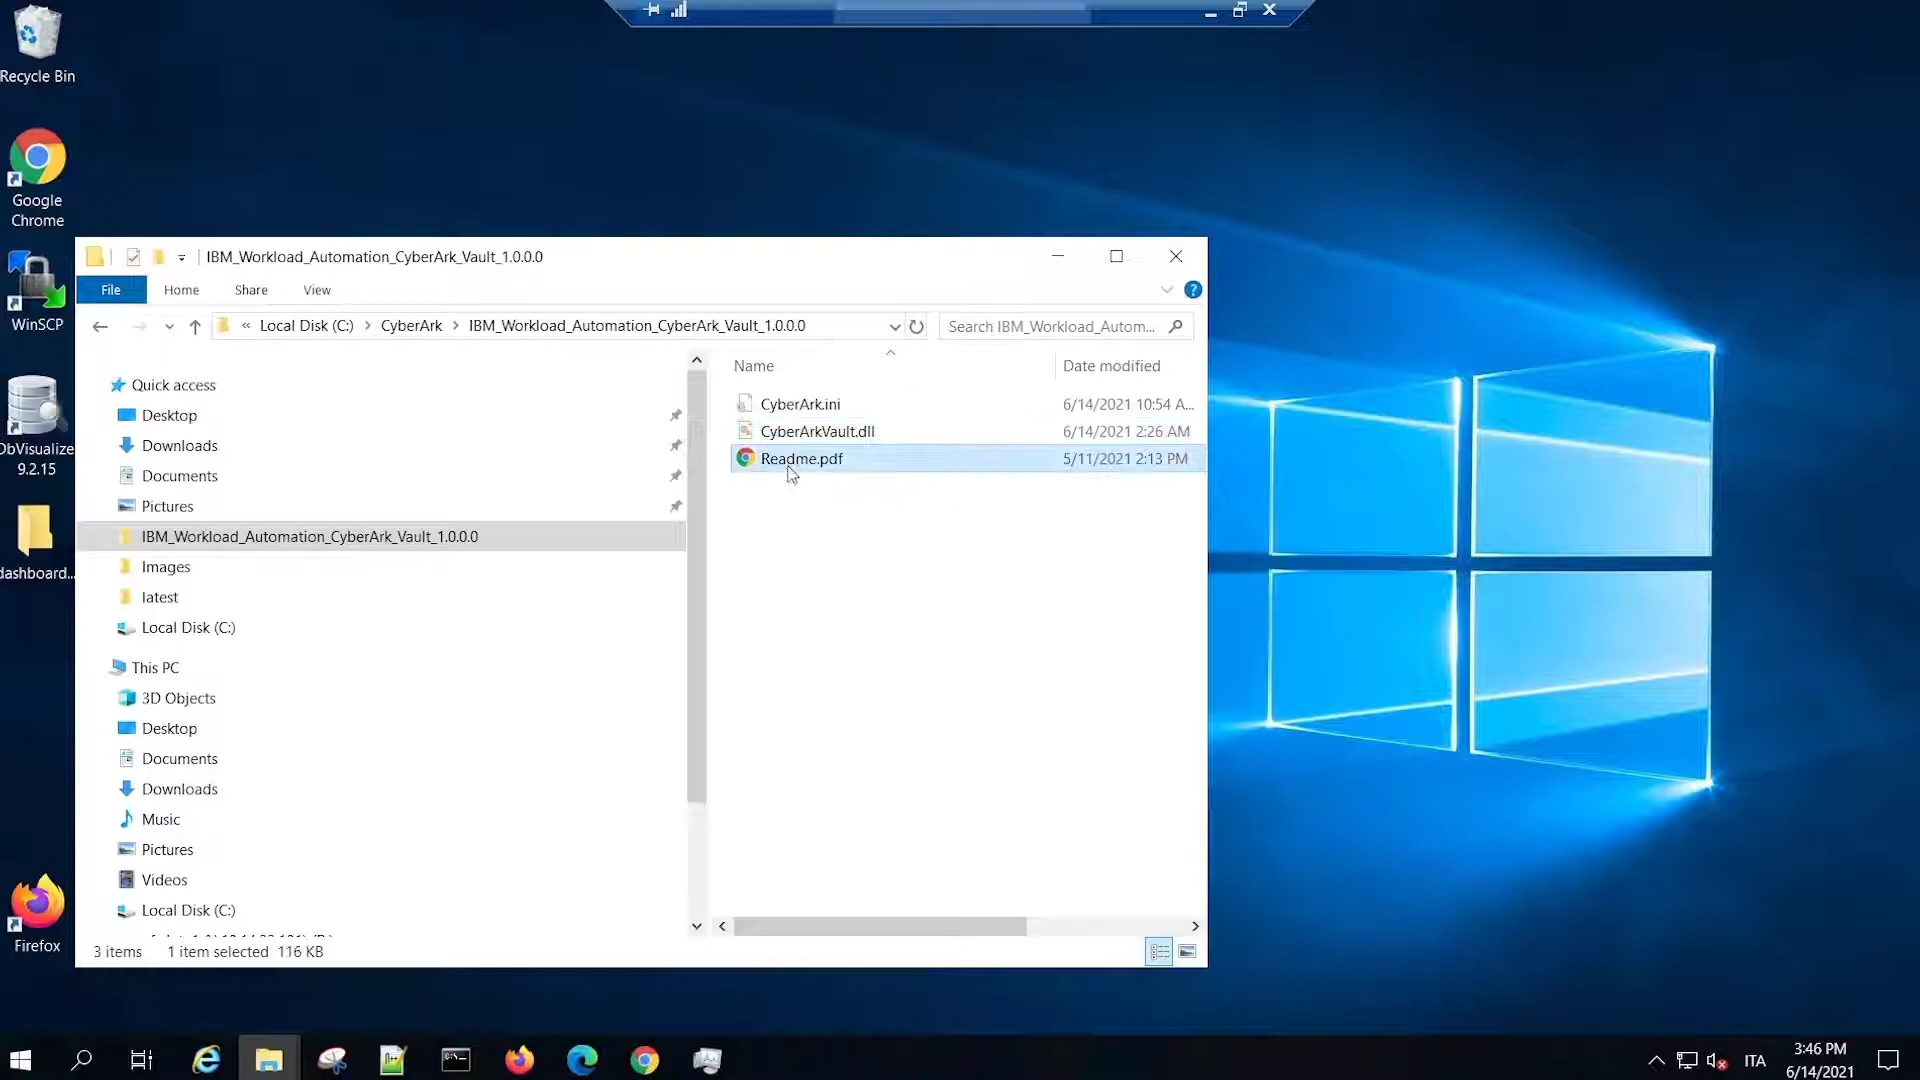 Recycle Bin
Google
Chrome
WinSCP
DbVisualize
9.2.15
dashboard...
Firefox
IBM_Workload_Automation_CyberArk_Vault_1.0.0.0
File
Home
Share
View
?
« Local Disk (C:) > CyberArk > IBM_Workload_Automation_CyberArk_Vault_1.0.0.0
Search IBM_Workload_Autom...
Quick access
Desktop
Downloads
Documents
Pictures
IBM_Workload_Automation_CyberArk_Vault_1.0.0.0
Images
latest
Local Disk (C:)
This PC
3D Objects
Desktop
Documents
Downloads
Music
Pictures
Videos
Local Disk (C:)
Name Date modified
CyberArk.ini 6/14/2021 10:54 A...
CyberArkVault.dll 6/14/2021 2:26 AM
Readme.pdf 5/11/2021 2:13 PM
3 items 1 item selected 116 KB
ITA
3:46 PM
6/14/2021